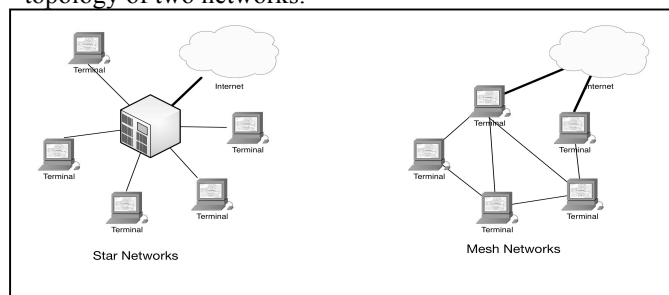 topology of two networks.
Terminal
Internet
Terminal
Terminal
Terminal
Terminal
Star Networks
Internet
Terminal
Terminal
Terminal
Terminal
Terminal
Mesh Networks